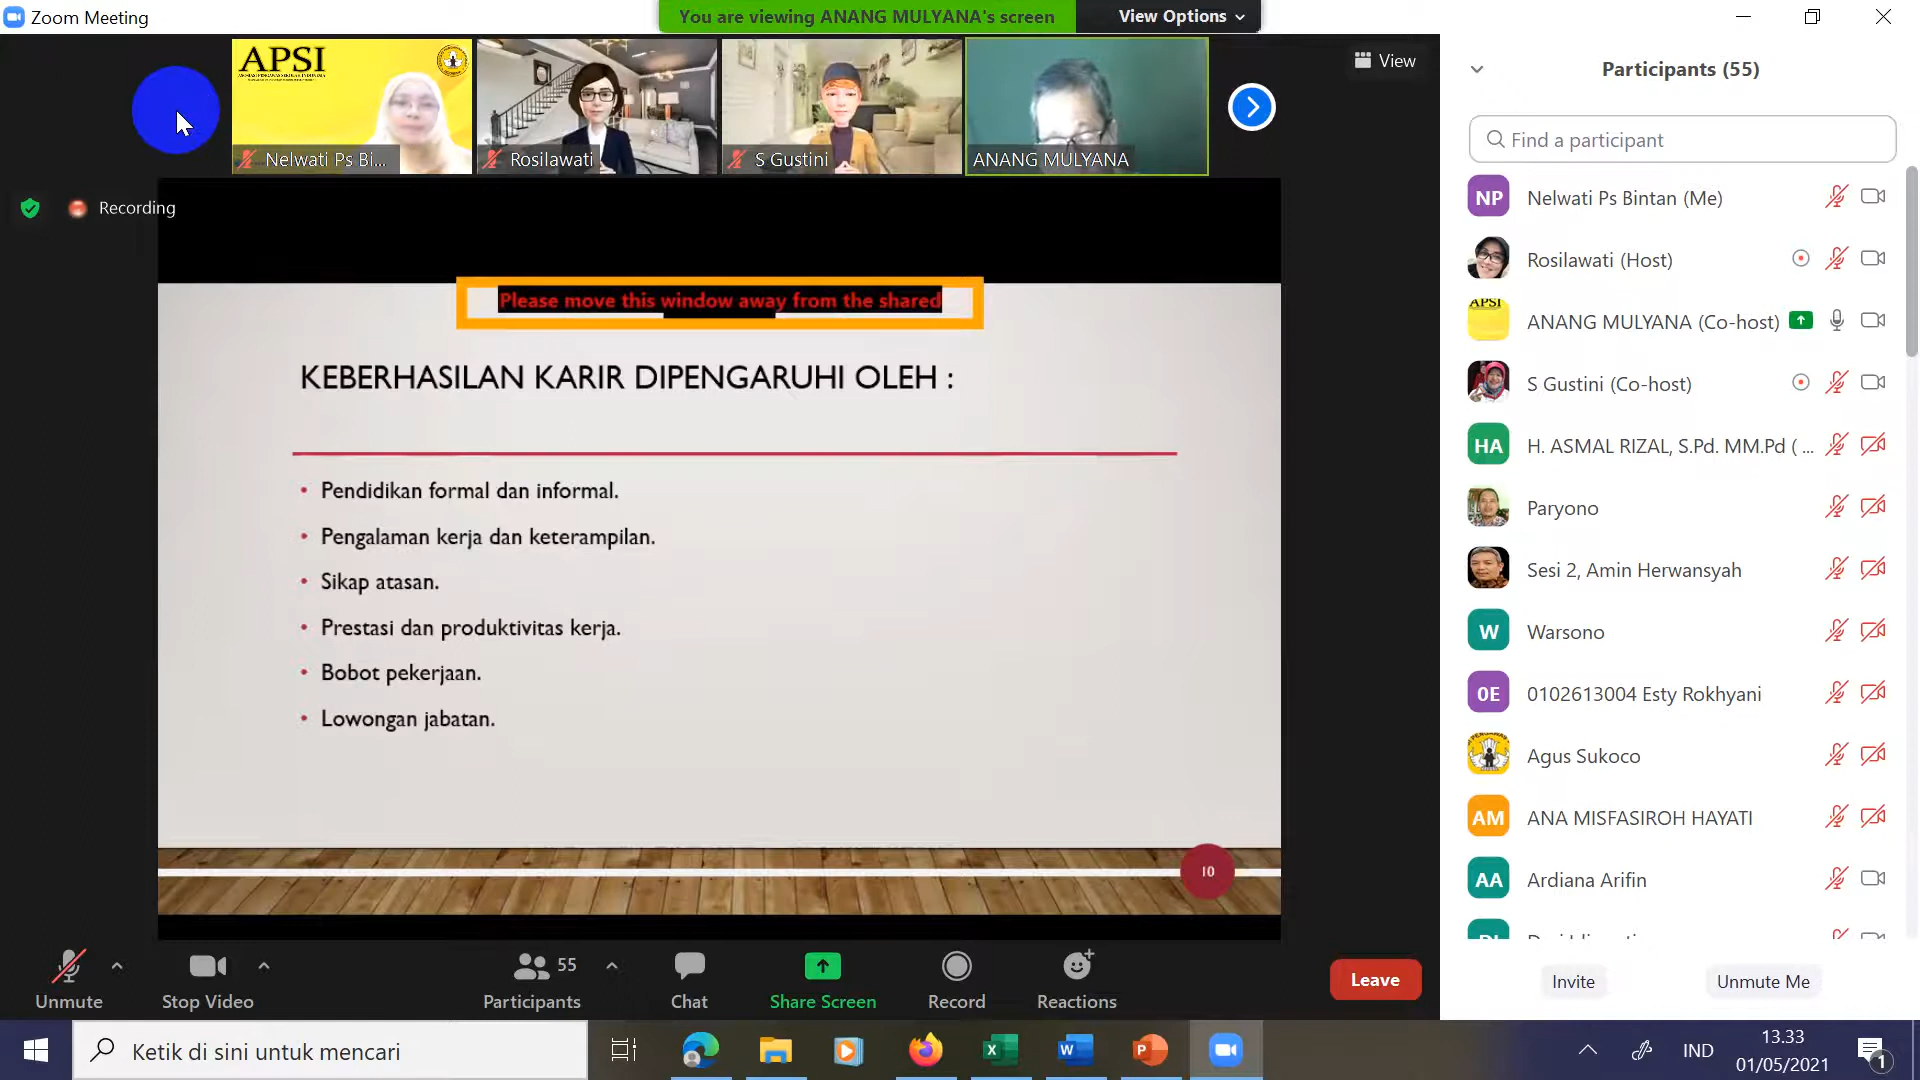 Zoom Meeting
You are viewing ANANG MULYANA's screen
View Options
APSI
Nelwati Ps Bi...
Rosilawati
S Gustini
ANANG MULYANA
View
Recording
Please move this window away from the shared
KEBERHASILAN KARIR DIPENGARUHI OLEH :
• Pendidikan formal dan informal.
• Pengalaman kerja dan keterampilan.
• Sikap atasan.
• Prestasi dan produktivitas kerja.
• Bobot pekerjaan.
• Lowongan jabatan.
10
Participants (55)
Find a participant
NP Nelwati Ps Bintan (Me)
Rosilawati (Host)
APSI ANANG MULYANA (Co-host)
S Gustini (Co-host)
HA H. ASMAL RIZAL, S.Pd. MM.Pd ( ...
Paryono
Sesi 2, Amin Herwansyah
W Warsono
0E 0102613004 Esty Rokhyani
Agus Sukoco
AM ANA MISFASIROH HAYATI
AA Ardiana Arifin
Invite
Unmute Me
Unmute
Stop Video
55
Participants
Chat
Share Screen
Record
Reactions
Leave
Ketik di sini untuk mencari
IND
13.33
01/05/2021
1